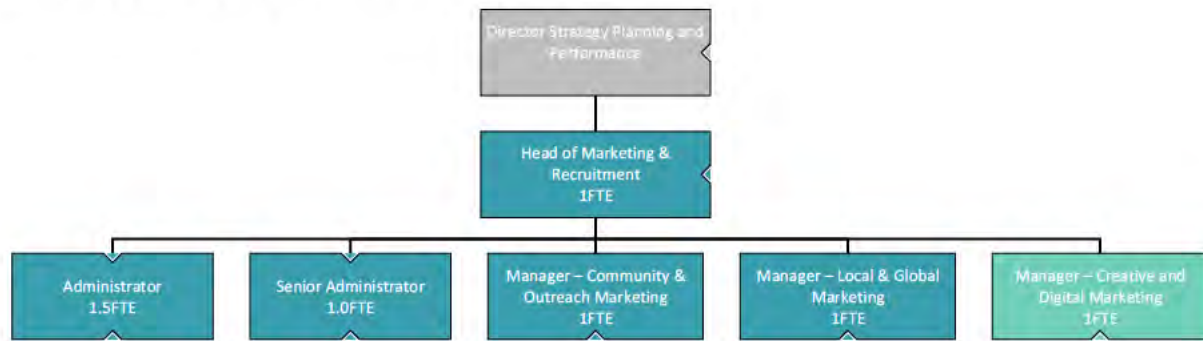 Director Strategy Planning and
Performance
Head of Marketing &
Recruitment
1FTE
Administrator
1.5FTE
Senior Administrator
1.0FTE
Manager – Community &
Outreach Marketing
1FTE
Manager – Local & Global
Marketing
1FTE
Manager – Creative and
Digital Marketing
1FTE